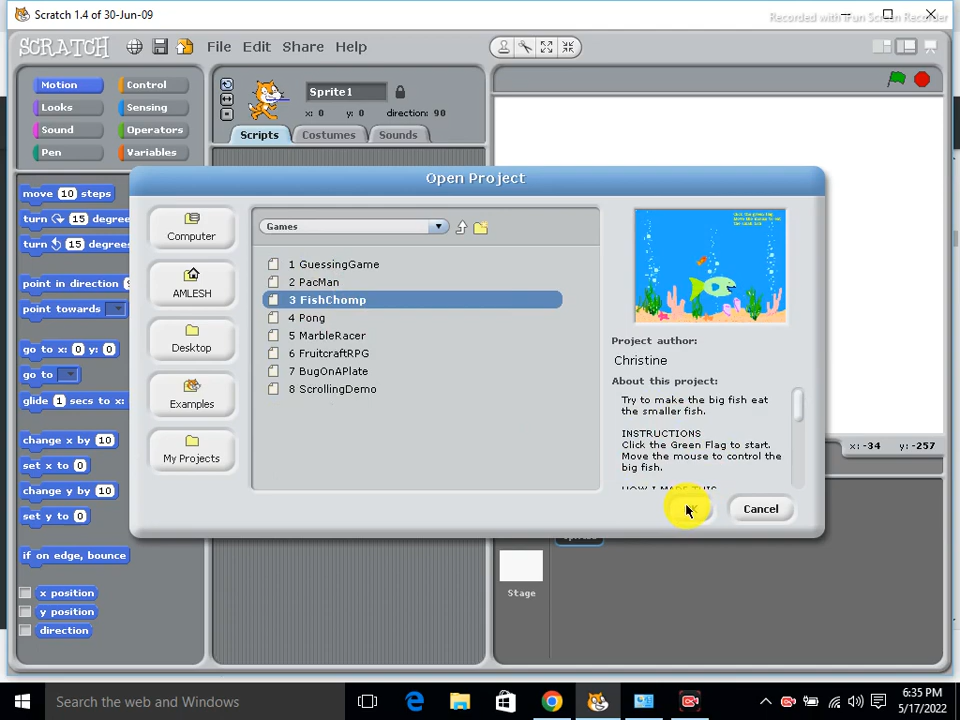 Scratch 1.4 of 30-Jun-09
Recorded with iFun Screen Recorder
SCRATCH File Edit Share Help
Motion Control
Looks Sensing
Sound Operators
Pen Variables
Sprite1
x: 0 y: 0 direction: 90
Scripts Costumes Sounds
move 10 steps
turn 15 degree
turn 15 degrees
point in direction
point towards
go to x: 0 y: 0
go to
glide 1 secs to x:
change x by 10
set x to 0
change y by 10
set y to 0
if on edge, bounce
x position
y position
direction
Open Project
Computer
AMLESH
Desktop
Examples
My Projects
Games
1 GuessingGame
2 PacMan
3 FishChomp
4 Pong
5 MarbleRacer
6 FruitcraftRPG
7 BugOnAPlate
8 ScrollingDemo
Project author:
Christine
About this project:
Try to make the big fish eat
the smaller fish.
INSTRUCTIONS
Click the Green Flag to start.
Move the mouse to control the
big fish.
HOW I MADE THIS
Cancel
x: -34 y: -257
Stage
Search the web and Windows
6:35 PM
5/17/2022